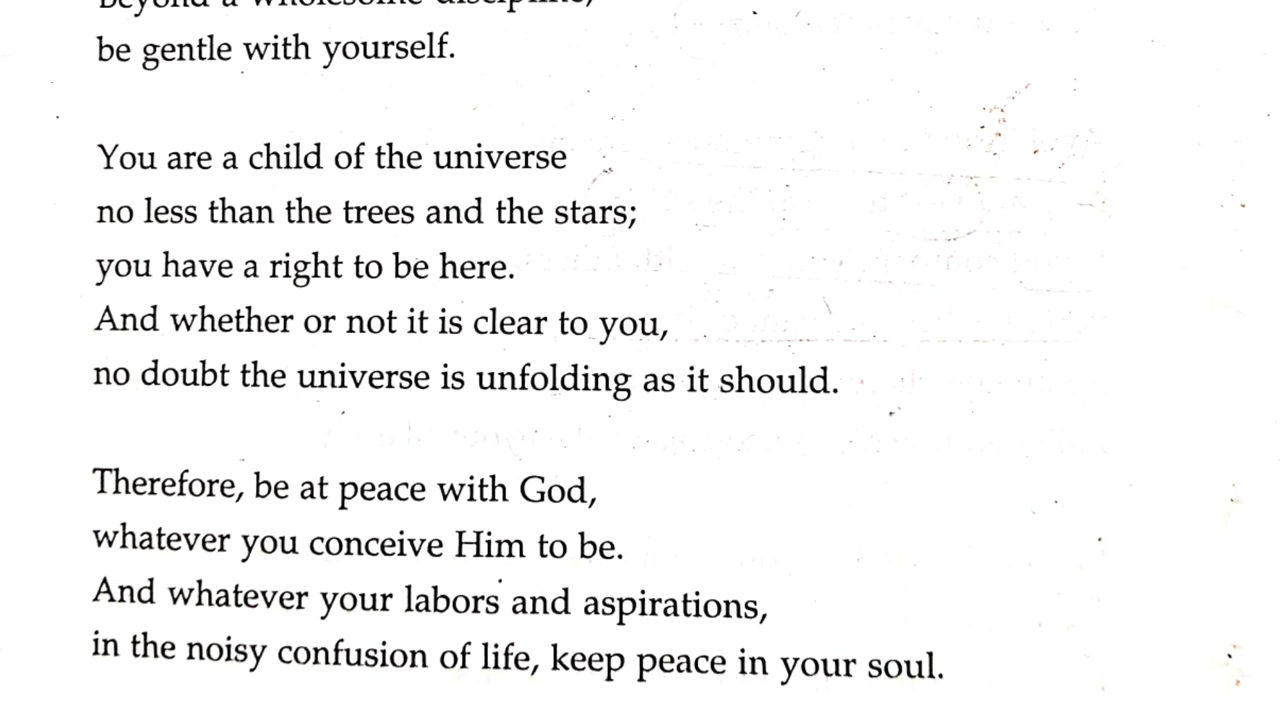 Beyond a wholesome discipline,
be gentle with yourself.
You are a child of the universe
no less than the trees and the stars;
you have a right to be here.
And whether or not it is clear to you,
no doubt the universe is unfolding as it should.
Therefore, be at peace with God,
whatever you conceive Him to be.
And whatever your labors and aspirations,
in the noisy confusion of life, keep peace in your soul.